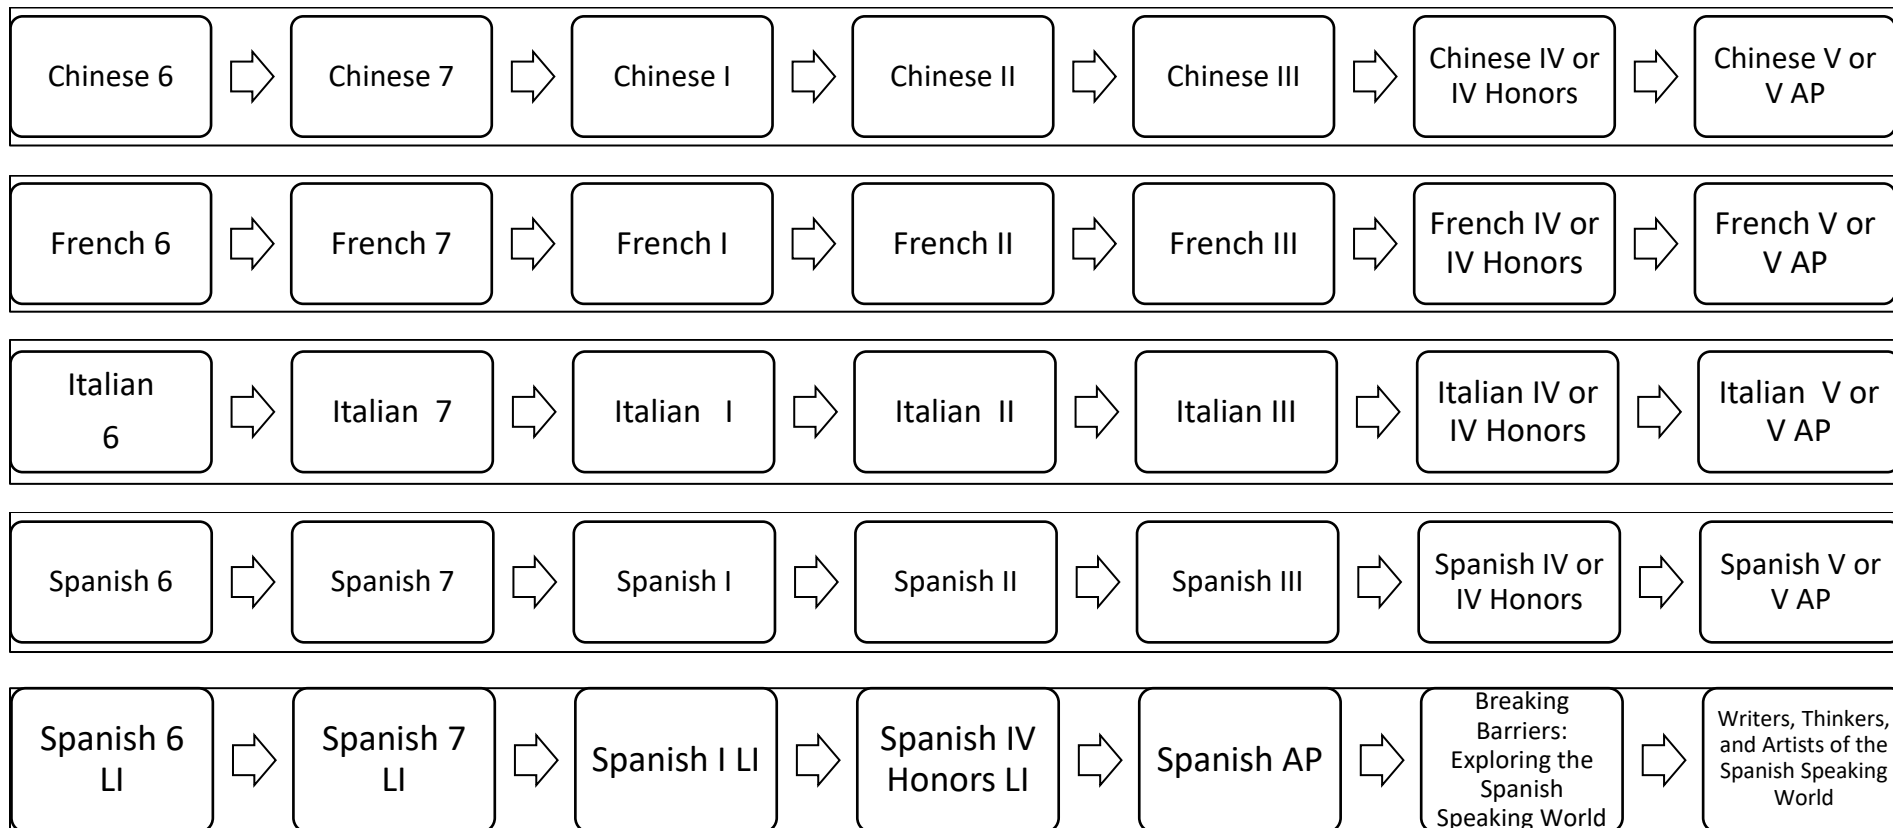 Chinese 6
Chinese 7
Chinese I
Chinese II
Chinese III
Chinese IV or
IV Honors
Chinese V or
V AP
French 6
French 7
French I
French II
French III
French IV or
IV Honors
French V or
V AP
Italian
6
Italian 7
Italian I
Italian II
Italian III
Italian IV or
IV Honors
Italian V or
V AP
Spanish 6
Spanish 7
Spanish I
Spanish II
Spanish III
Spanish IV or
IV Honors
Spanish V or
V AP
Spanish 6
LI
Spanish 7
LI
Spanish I LI
Spanish IV
Honors LI
Spanish AP
Breaking
Barriers:
Exploring the
Spanish
Speaking World
Writers, Thinkers,
and Artists of the
Spanish Speaking
World